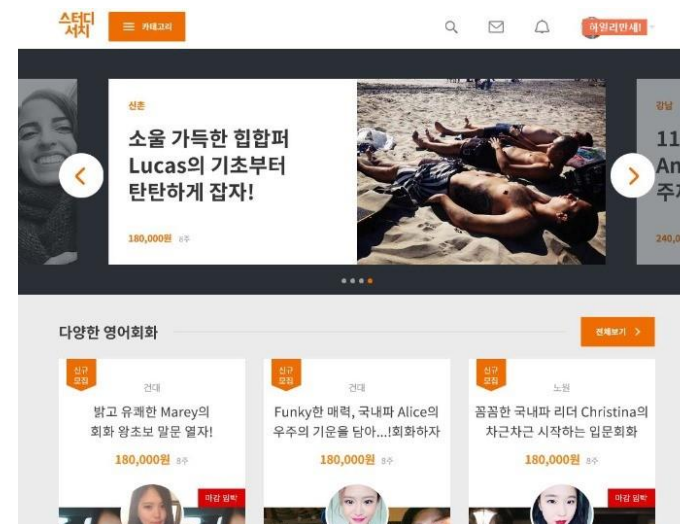 스터디
서치
카테고리
허밀리만세!
신촌
소울 가득한 힙합퍼
Lucas의 기초부터
탄탄하게 잡자!
180,000원 8주
강남
11
An
주
240,0
다양한 영어회화
전체보기
신규
모집
건대
밝고 유쾌한 Marey의
회화 왕초보 말문 열자!
180,000원 8주
마감 임박
신규
모집
건대
Funky한 매력, 국내파 Alice의
우주의 기운을 담아...!회화하자
180,000원 8주
신규
모집
노원
꼼꼼한 국내파 리더 Christina의
차근차근 시작하는 입문회화
180,000원 8주
마감 임박